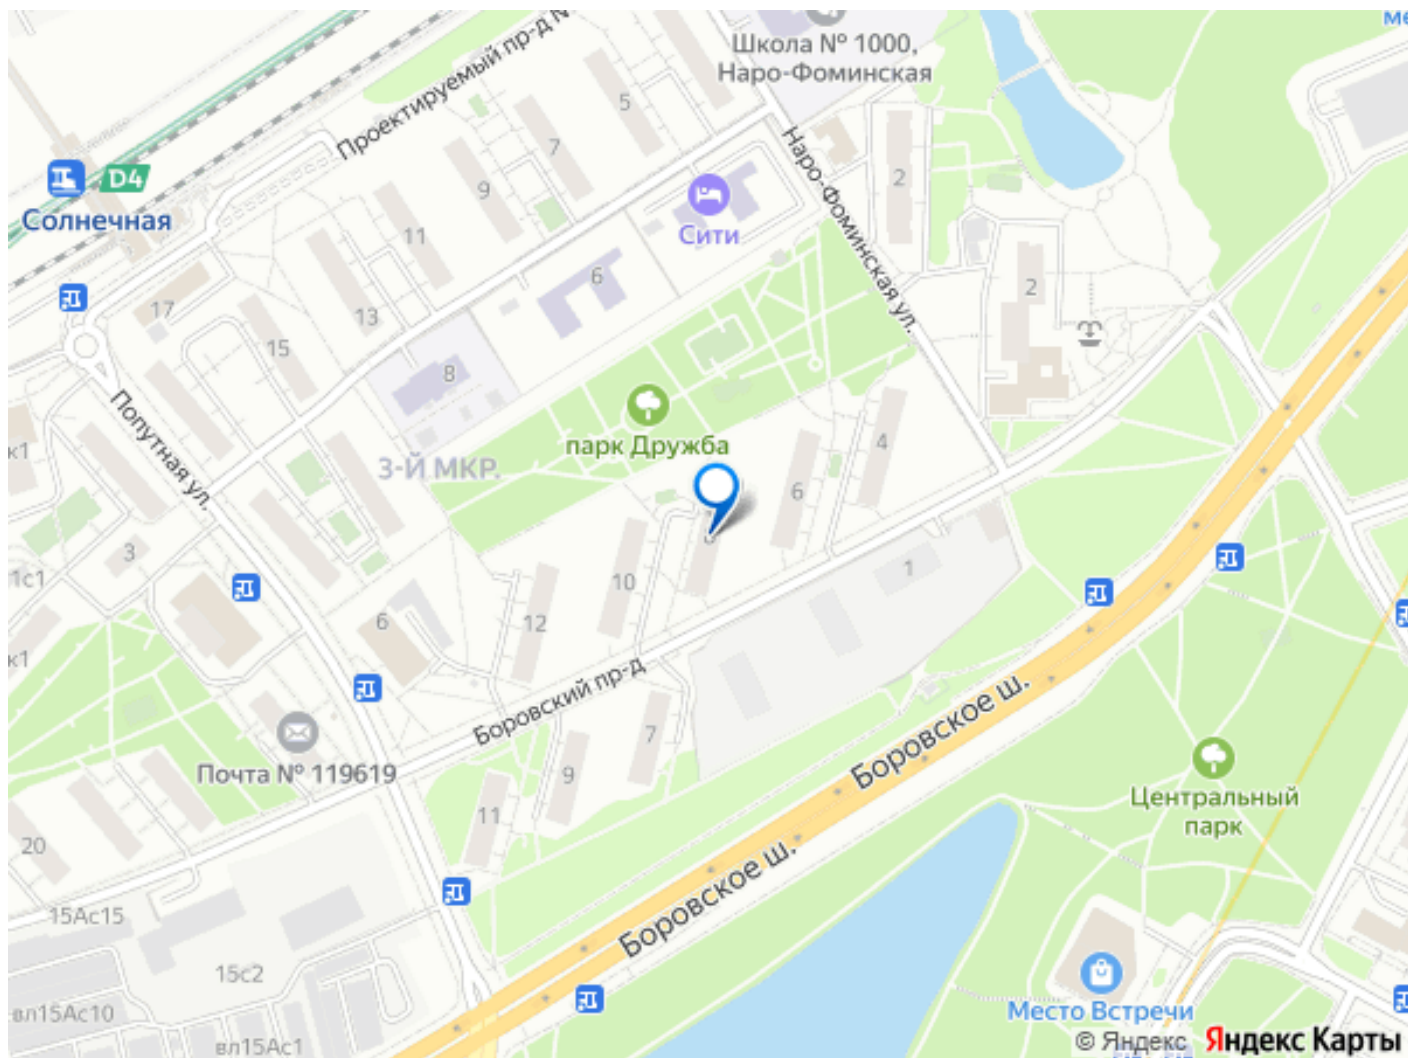 ме
Школа № 1000,
Наро-Фоминская
Проектируемый пр-д №
5
7
9
11
13
15
17
D4
Солнечная
Сити
6
8
Наро-Фоминская ул.
2
2
парк Дружба
3-Й МКР.
Попутная ул.
к1
3
1с1
к1
4
6
10
12
6
1
Боровский пр-д
7
9
11
Почта № 119619
20
15Ас15
15с2
вл15Ас10
вл15Ас1
Боровское ш.
Боровское ш.
Центральный
парк
Место Встречи
© Яндекс Яндекс Карты